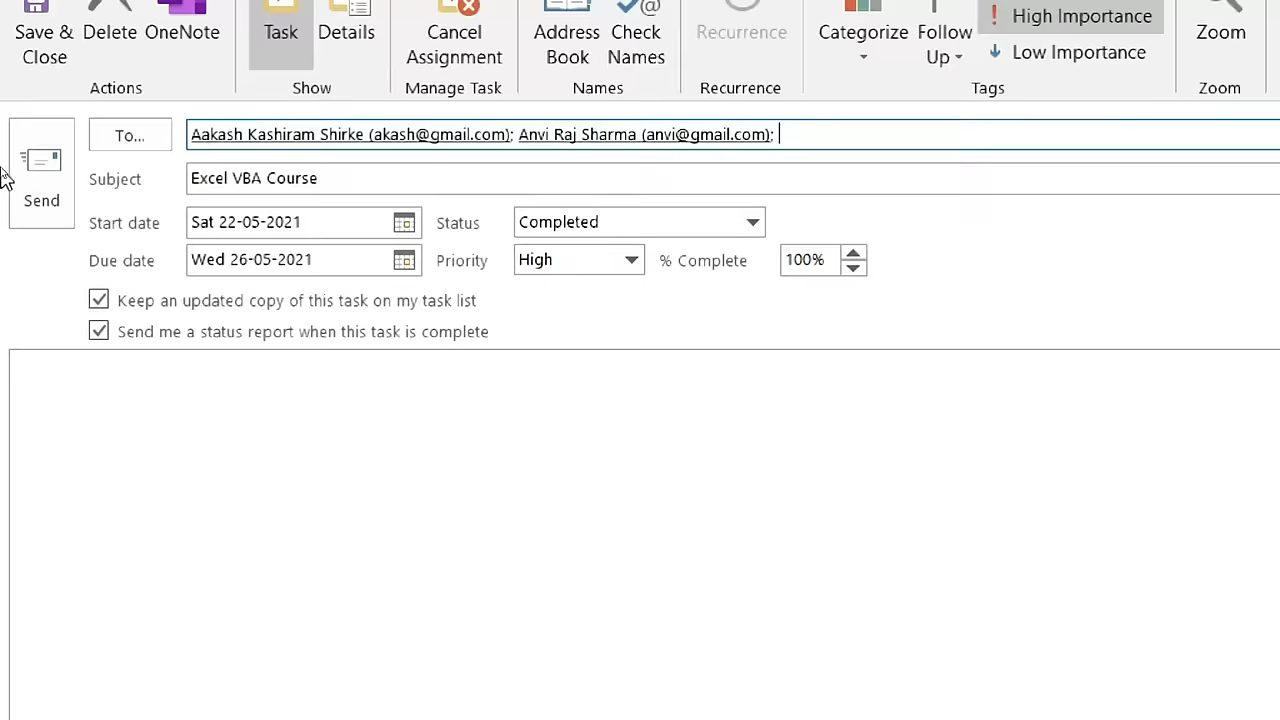 Save & Close Delete OneNote Task Details Cancel Assignment Address Book Check Names Recurrence Categorize Follow Up High Importance Low Importance Zoom
Actions Show Manage Task Names Recurrence Tags Zoom
To... Aakash Kashiram Shirke (akash@gmail.com); Anvi Raj Sharma (anvi@gmail.com);
Send
Subject Excel VBA Course
Start date Sat 22-05-2021 Status Completed
Due date Wed 26-05-2021 Priority High % Complete 100%
Keep an updated copy of this task on my task list
Send me a status report when this task is complete